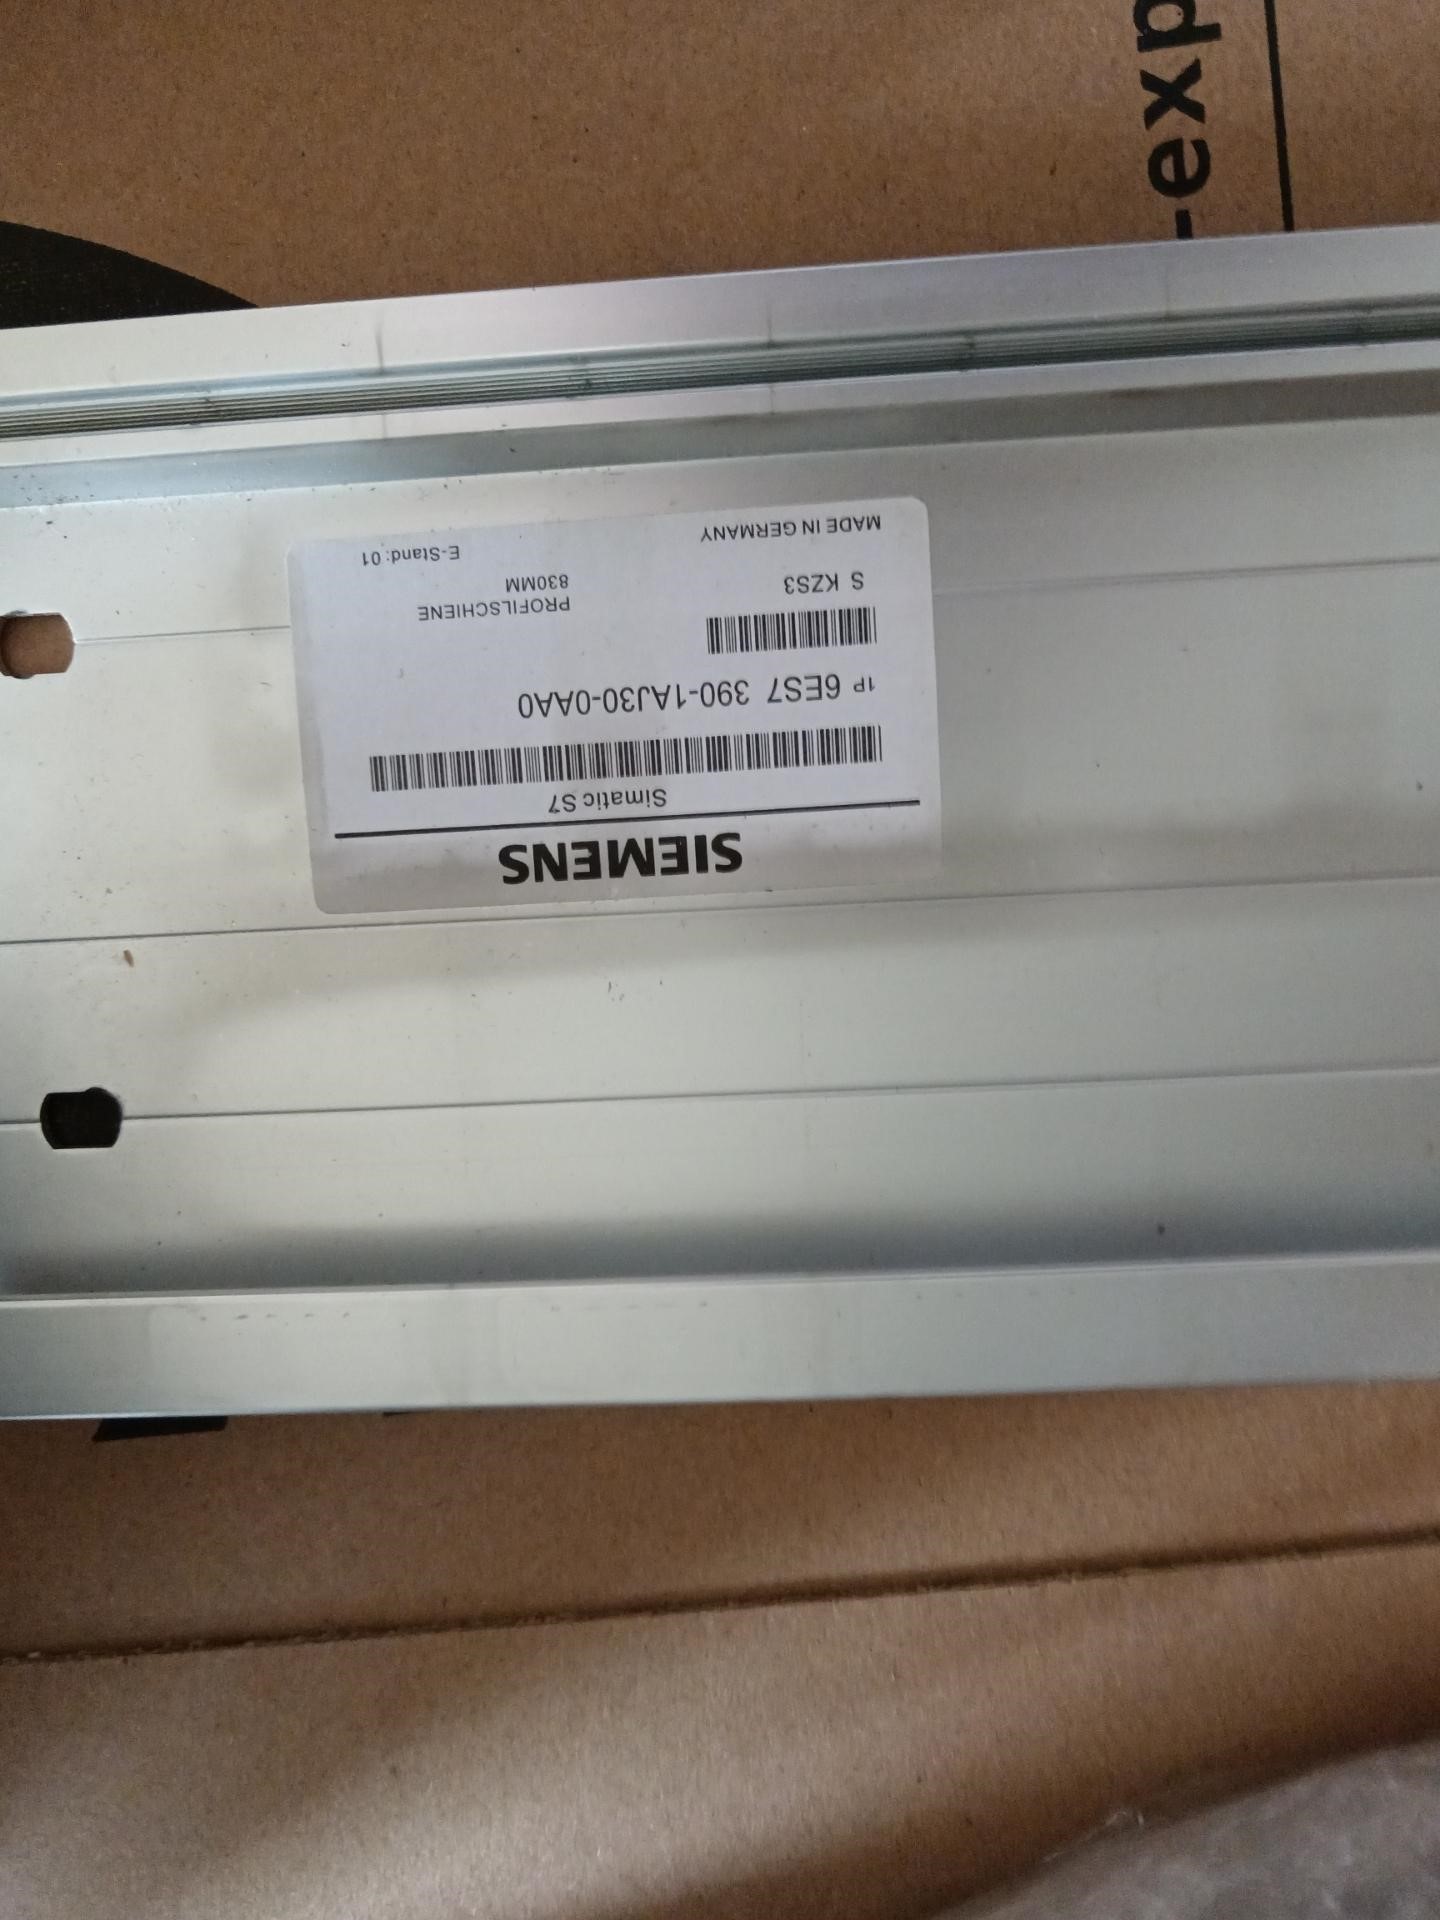 SIEMENS
Simatic S7
1P 6ES7 390-1AJ30-0AA0
S KZS3
PROFILSCHIENE
830MM
MADE IN GERMANY
E-Stand: 01
-exp